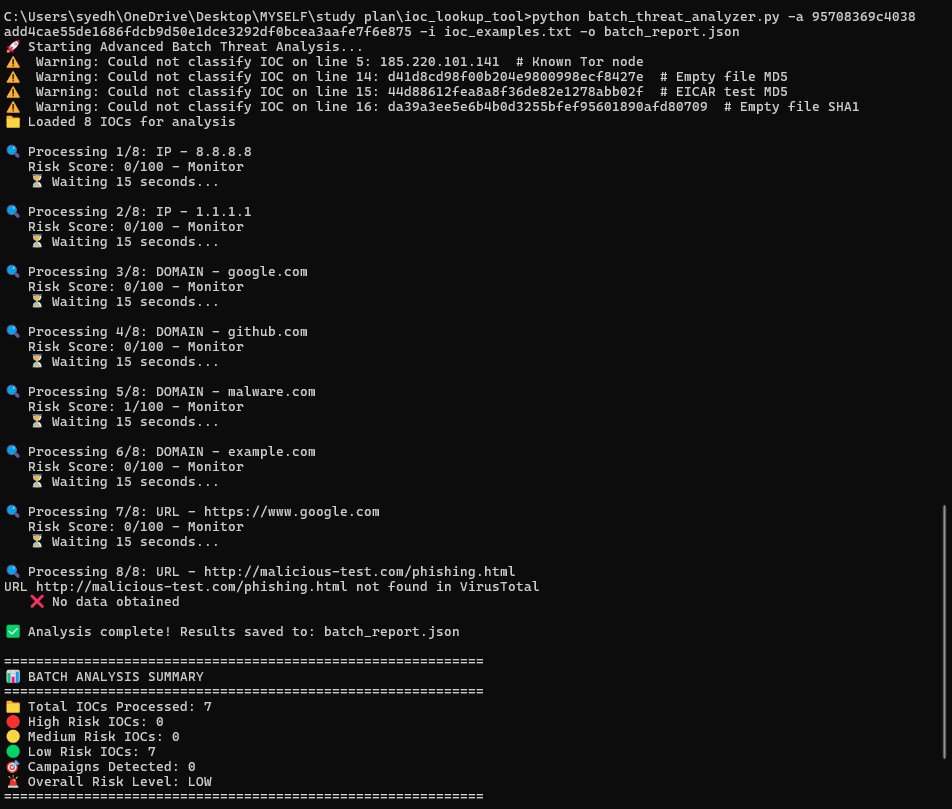 C:\Users\syedh\OneDrive\Desktop\MYSELF\study plan\ioc_lookup_tool>python batch_threat_analyzer.py -a 95708369c4038
add4cae55de1686fdcb9d50e1dce3292df0bcea3aafe7f6e875 -i ioc_examples.txt -o batch_report.json
🚀 Starting Advanced Batch Threat Analysis...
⚠ Warning: Could not classify IOC on line 5: 185.220.101.141  # Known Tor node
⚠ Warning: Could not classify IOC on line 14: d41d8cd98f00b204e9800998ecf8427e  # Empty file MD5
⚠ Warning: Could not classify IOC on line 15: 44d88612fea8a8f36de82e1278abb02f  # EICAR test MD5
⚠ Warning: Could not classify IOC on line 16: da39a3ee5e6b4b0d3255bfef95601890afd80709  # Empty file SHA1
📁 Loaded 8 IOCs for analysis
🔍 Processing 1/8: IP - 8.8.8.8
Risk Score: 0/100 - Monitor
⏳ Waiting 15 seconds...
🔍 Processing 2/8: IP - 1.1.1.1
Risk Score: 0/100 - Monitor
⏳ Waiting 15 seconds...
🔍 Processing 3/8: DOMAIN - google.com
Risk Score: 0/100 - Monitor
⏳ Waiting 15 seconds...
🔍 Processing 4/8: DOMAIN - github.com
Risk Score: 0/100 - Monitor
⏳ Waiting 15 seconds...
🔍 Processing 5/8: DOMAIN - malware.com
Risk Score: 1/100 - Monitor
⏳ Waiting 15 seconds...
🔍 Processing 6/8: DOMAIN - example.com
Risk Score: 0/100 - Monitor
⏳ Waiting 15 seconds...
🔍 Processing 7/8: URL - https://www.google.com
Risk Score: 0/100 - Monitor
⏳ Waiting 15 seconds...
🔍 Processing 8/8: URL - http://malicious-test.com/phishing.html
URL http://malicious-test.com/phishing.html not found in VirusTotal
❌ No data obtained
✅ Analysis complete! Results saved to: batch_report.json
============================================================
📊 BATCH ANALYSIS SUMMARY
============================================================
📁 Total IOCs Processed: 7
🔴 High Risk IOCs: 0
🟡 Medium Risk IOCs: 0
🟢 Low Risk IOCs: 7
🎯 Campaigns Detected: 0
🚨 Overall Risk Level: LOW
============================================================